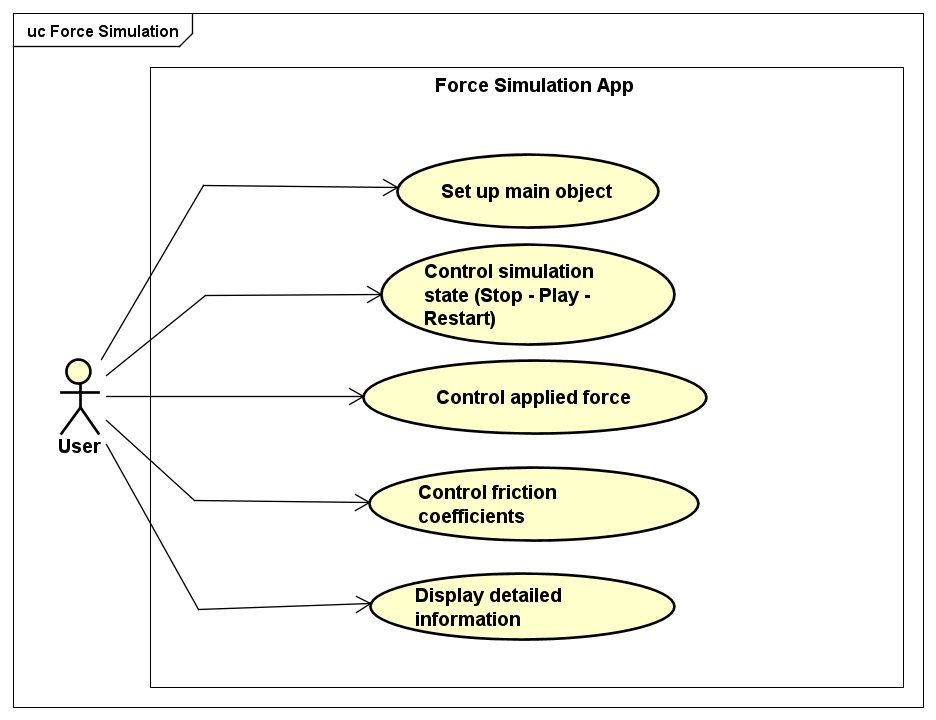 uc Force Simulation
Force Simulation App
Set up main object
Control simulation
state (Stop - Play -
Restart)
Control applied force
User
Control friction
coefficients
Display detailed
information